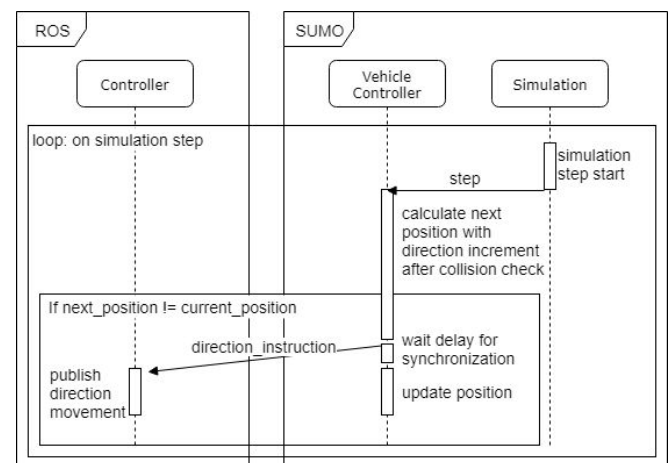 ROS
SUMO
Controller
Vehicle
Controller
Simulation
loop: on simulation step
simulation
step start
step
calculate next
position with
direction increment
after collision check
If next_position != current_position
direction_instruction
wait delay for
synchronization
publish
direction
movement
update position